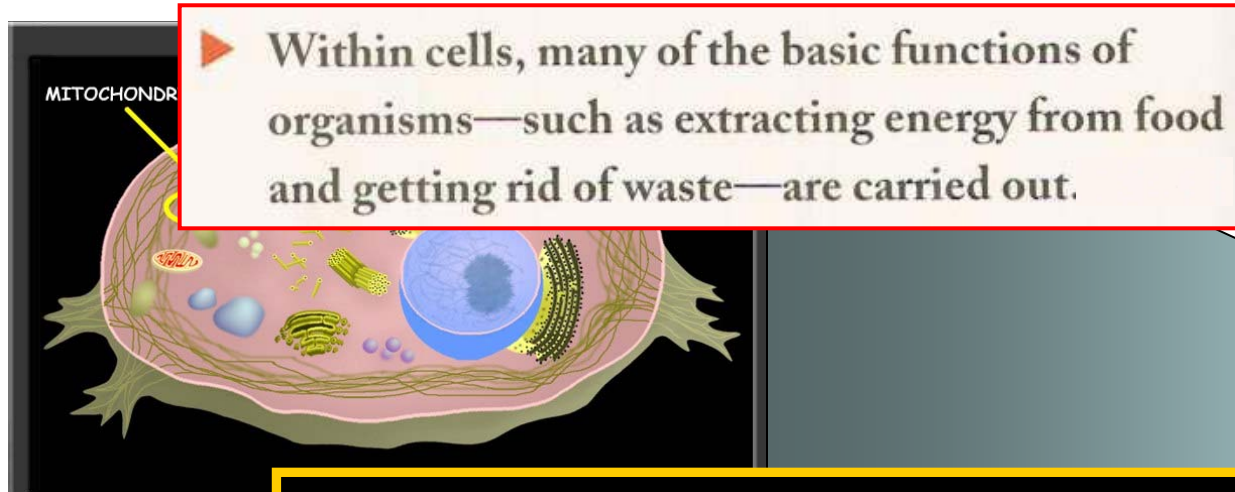 Within cells, many of the basic functions of
organisms—such as extracting energy from food
and getting rid of waste—are carried out.
MITOCHONDR